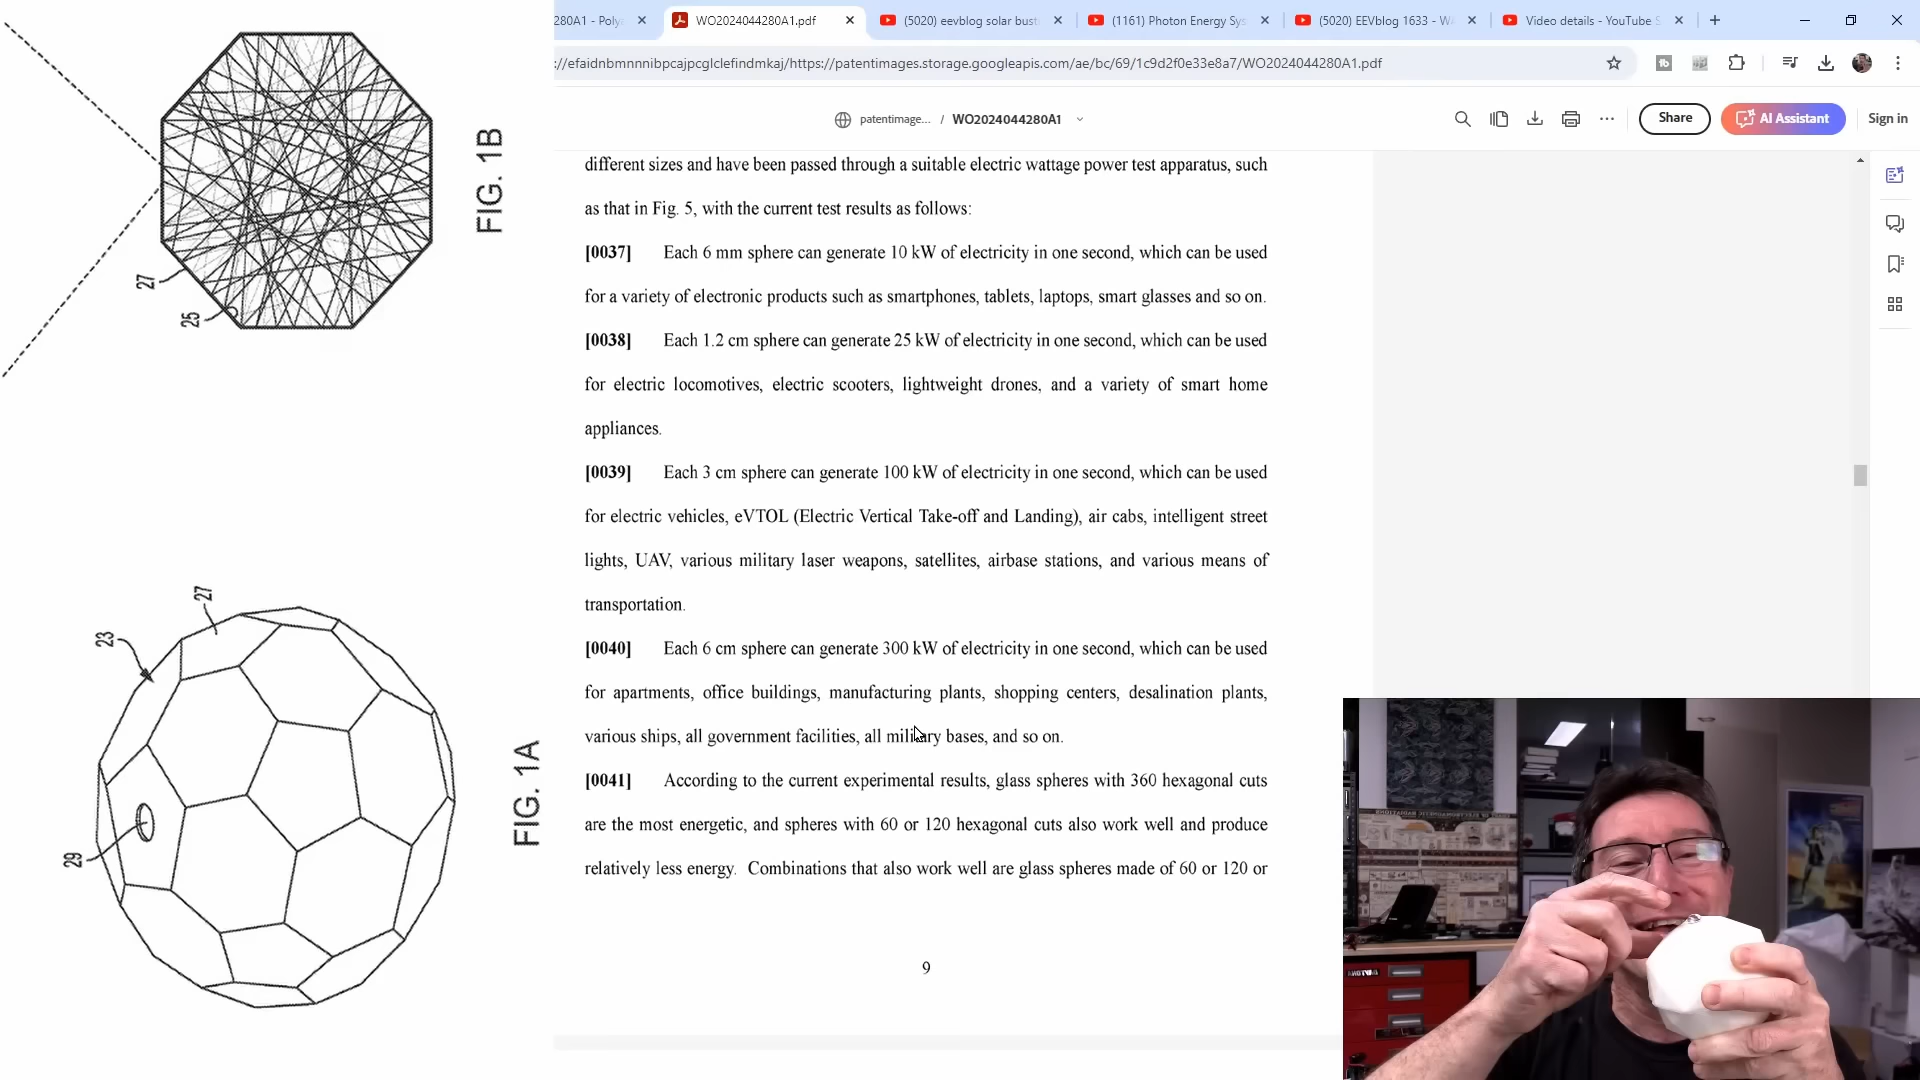 280A1 - Poly
WO2024044280A1.pdf
(5020) eevblog solar bust
(1161) Photon Energy Sys
(5020) EEVblog 1633 - W
Video details - YouTube S
://efaidnbmnnnibpcajpcglclefindmkaj/https://patentimages.storage.googleapis.com/ae/bc/69/1c9d2f0e33e8a7/WO2024044280A1.pdf
patentimage... / WO2024044280A1
Share
AI Assistant
Sign in
different sizes and have been passed through a suitable electric wattage power test apparatus, such
as that in Fig. 5, with the current test results as follows:
[0037] Each 6 mm sphere can generate 10 kW of electricity in one second, which can be used
for a variety of electronic products such as smartphones, tablets, laptops, smart glasses and so on.
[0038] Each 1.2 cm sphere can generate 25 kW of electricity in one second, which can be used
for electric locomotives, electric scooters, lightweight drones, and a variety of smart home
appliances.
[0039] Each 3 cm sphere can generate 100 kW of electricity in one second, which can be used
for electric vehicles, eVTOL (Electric Vertical Take-off and Landing), air cabs, intelligent street
lights, UAV, various military laser weapons, satellites, airbase stations, and various means of
transportation.
[0040] Each 6 cm sphere can generate 300 kW of electricity in one second, which can be used
for apartments, office buildings, manufacturing plants, shopping centers, desalination plants,
various ships, all government facilities, all military bases, and so on.
[0041] According to the current experimental results, glass spheres with 360 hexagonal cuts
are the most energetic, and spheres with 60 or 120 hexagonal cuts also work well and produce
relatively less energy. Combinations that also work well are glass spheres made of 60 or 120 or
9
27
25
FIG. 1B
27
23
29
FIG. 1A